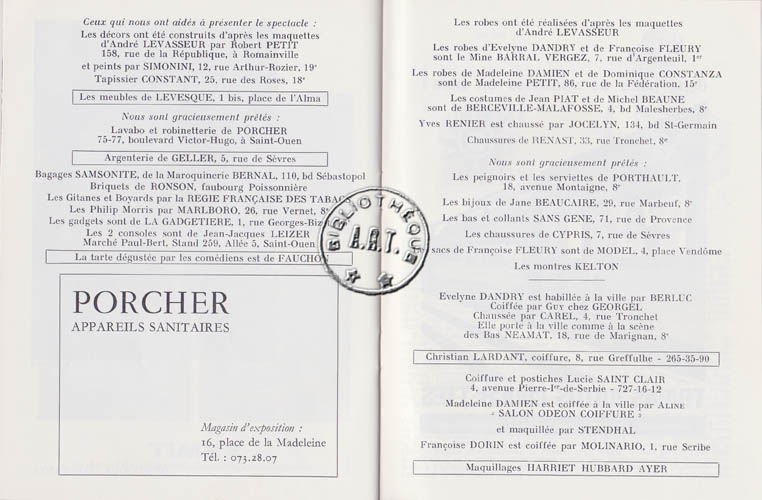 Ceux qui nous ont aidés à présenter le spectacle :
Les décors ont été construits d'après les maquettes
d'André LEVASSEUR par Robert PETIT
158, rue de la République, à Romainville
et peints par SIMONINI, 12, rue Arthur-Rozier, 19e
Tapissier CONSTANT, 25, rue des Roses, 18e
Les meubles de LEVESQUE, 1 bis, place de l'Alma
Nous sont gracieusement prêtés :
Lavabo et robinetterie de PORCHER
75-77, boulevard Victor-Hugo, à Saint-Ouen
Argenterie de GELLER, 5, rue de Sèvres
Bagages SAMSONITE, de la Maroquinerie BERNAL, 110, bd Sébastopol
Briquets de RONSON, faubourg Poissonnière
Les Gitanes et Boyards par la REGIE FRANÇAISE DES TABACS
Les Philip Morris par MARLBORO, 26, rue Vernet, 8e
Les gadgets sont de LA GADGETIERE, 1, rue Georges-Bizet
Les 2 consoles sont de Jean-Jacques LEIZER
Marché Paul-Bert, Stand 259, Allée 5, Saint-Ouen
La tarte dégustée par les comédiens est de FAUCHON
PORCHER
APPAREILS SANITAIRES
Magasin d'exposition :
16, place de la Madeleine
Tél. : 073.28.07
BIBLIOTHÈQUE
A.R.T.
Les robes ont été réalisées d'après les maquettes
d'André LEVASSEUR
Les robes d'Evelyne DANDRY et de Françoise FLEURY
sont le Mine BARRAL VERGEZ, 7, rue d'Argenteuil, 1er
Les robes de Madeleine DAMIEN et de Dominique CONSTANZA
sont de Madeleine PETIT, 86, rue de la Fédération, 15e
Les costumes de Jean PIAT et de Michel BEAUNE
sont de BERCEVILLE-MALAFOSSE, 4, bd Malesherbes, 8e
Yves RENIER est chaussé par JOCELYN, 134, bd St-Germain
Chaussures de RENAST, 33, rue Tronchet, 8e
Nous sont gracieusement prêtés :
Les peignoirs et les serviettes de PORTHAULT,
18, avenue Montaigne, 8e
Les bijoux de Jane BEAUCAIRE, 29, rue Marbeuf, 8e
Les bas et collants SANS GENE, 71, rue de Provence
Les chaussures de CYPRIS, 7, rue de Sèvres
sacs de Françoise FLEURY sont de MODEL, 4, place Vendôme
Les montres KELTON
Evelyne DANDRY est habillée à la ville par BERLUC
Coiffée par GUY chez GEORGEL
Chaussée par CAREL, 4, rue Tronchet
Elle porte à la ville comme à la scène
des Bas NEAMAT, 18, rue de Marignan, 8e
Christian LARDANT, coiffure, 8, rue Greffulhe - 265-35-90
Coiffure et postiches Lucie SAINT CLAIR
4, avenue Pierre-Ier-de-Serbie - 727-16-12
Madeleine DAMIEN est coiffée à la ville par ALINE
« SALON ODEON COIFFURE »
et maquillée par STENDHAL
Françoise DORIN est coiffée par MOLINARIO, 1, rue Scribe
Maquillages HARRIET HUBBARD AYER